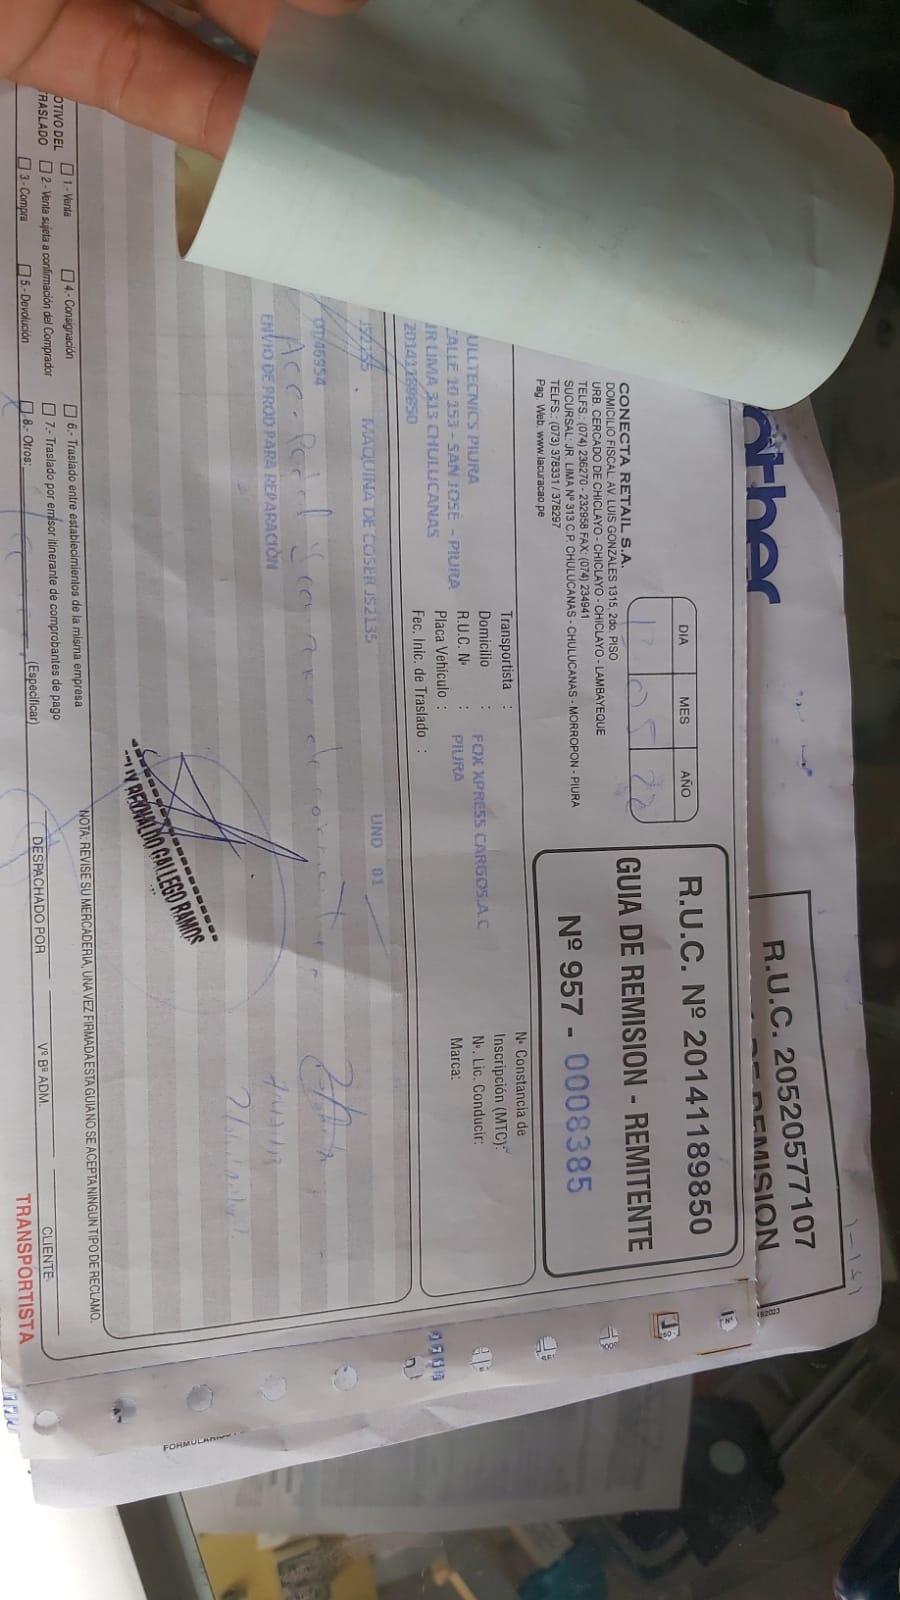 R.U.C. 20520577107
CONECTA RETAIL S.A.
DOMICILIO FISCAL: AV. LUIS GONZALES 1315, 2do. PISO
URB. CERCADO DE CHICLAYO - CHICLAYO - CHICLAYO - LAMBAYEQUE
TELFS.: (074) 236270 - 232958 FAX: (074) 234941
SUCURSAL: JR. LIMA Nº 313 C.P. CHULUCANAS - CHULUCANAS - MORROPON - PIURA
TELFS.: (073) 378331 / 378297
Pag. Web. www.lacuracao.pe
DIA MES AÑO
R.U.C. Nº 20141189850
GUIA DE REMISION - REMITENTE
Nº 957 - 0008385
ULLTECNICS PIURA
CALLE 10 353 - SAN JOSE - PIURA
JR LIMA 313 CHULUCANAS
20141189850
Transportista :
Domicilio : FOX XPRESS CARGOS.A.C
R.U.C. Nº : PIURA
Placa Vehículo :
Fec. Inic. de Traslado :
Nº Constancia de
Inscripción (MTC):
Nº. Lic. Conducir:
Marca:
JS2135 MAQUINA DE COSER JS2135 UNO 01
ENVIO DE PROD PARA REPARACIÓN
REYNALDO GALLEGO RAMOS
NOTA: REVISE SU MERCADERIA, UNA VEZ FIRMADA ESTA GUIA NO SE ACEPTA NINGUN TIPO DE RECLAMO.
OTIVO DEL
TRASLADO
1.- Venta
2.- Venta sujeta a confirmación del Comprador
3.- Compra
4.- Consignación
5.- Devolución
6.- Traslado entre establecimientos de la misma empresa
7.- Traslado por emisor itinerante de comprobantes de pago
8.- Otros:
(Especificar)
DESPACHADO POR
Vº Bº ADM.
CLIENTE
TRANSPORTISTA